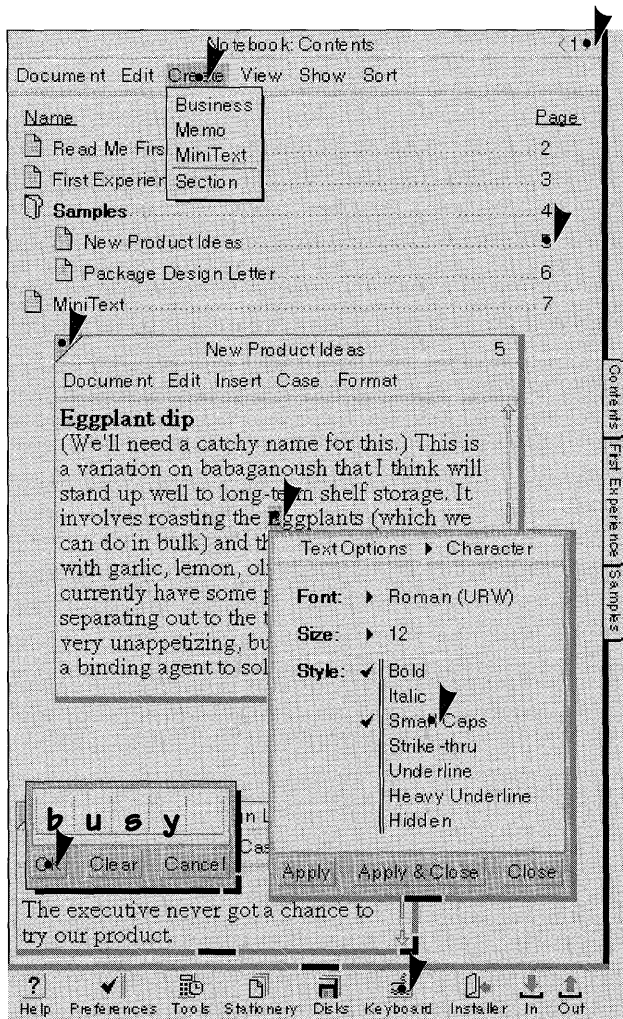 Notebook: Contents <1
Document Edit Create View Show Sort
Business
Memo
MiniText
Section
Name Page
Read Me Firs 2
First Experien 3
Samples 4
New Product Ideas
Package Design Letter 6
MiniText 7
New Product Ideas 5
Document Edit Insert Case Format
Eggplant dip
(We'll need a catchy name for this.) This is
a variation on babaganoush that I think will
stand up well to long-term shelf storage. It
involves roasting the Eggplants (which we
can do in bulk) and th
with garlic, lemon, oli
currently have some p
separating out to the t
very unappetizing, bu
a binding agent to sol
Text Options Character
Font: Roman (URW)
Size: 12
Style: Bold
Italic
Small Caps
Strike-thru
Underline
Heavy Underline
Hidden
Apply Apply & Close Close
busy
OK Clear Cancel
n L
Cas
The executive never got a chance to
try our product.
Contents
First Experience
Samples
? Help Preferences Tools Stationery Disks Keyboard Installer In Out